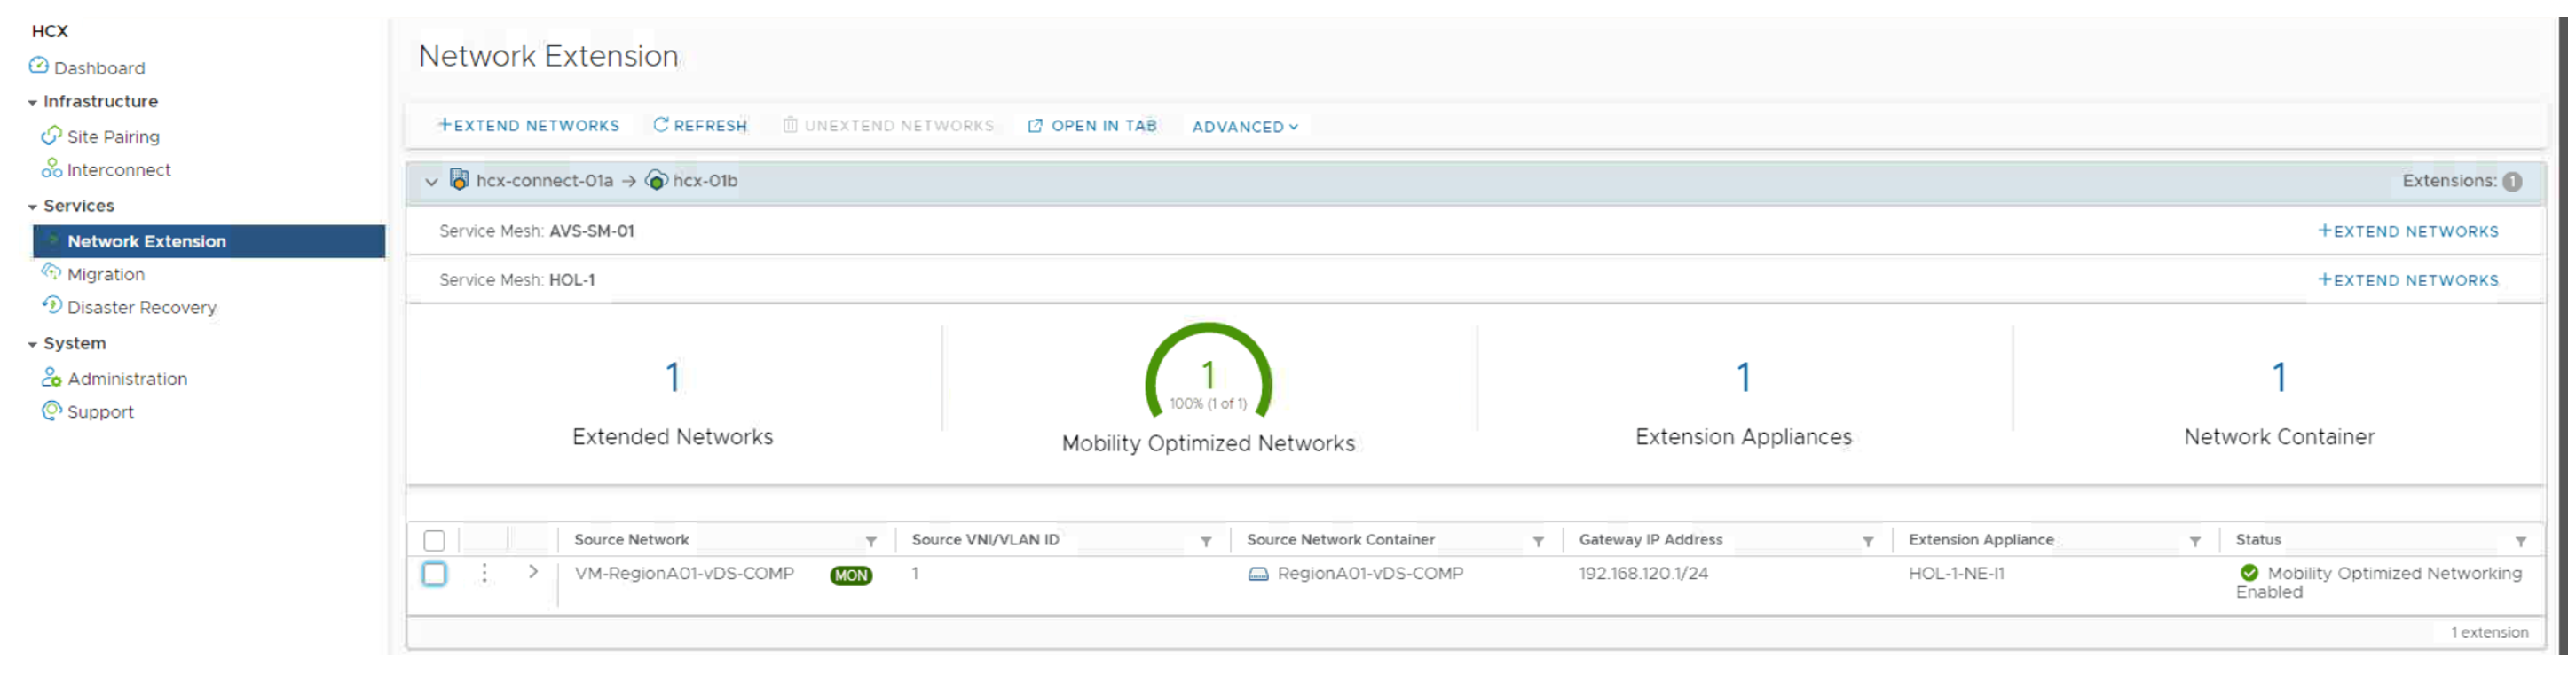 HCX
Dashboard
Infrastructure
Site Pairing
Interconnect
Services
Network Extension
Migration
Disaster Recovery
System
Administration
Support
Network Extension
EXTEND NETWORKS REFRESH UNEXTEND NETWORKS OPEN IN TAB ADVANCED
hcx-connect-01a → hcx-01b Extensions: 1
Service Mesh: AVS-SM-01 +EXTEND NETWORKS
Service Mesh: HOL-1 +EXTEND NETWORKS
1
Extended Networks
1
100% (1 of 1)
Mobility Optimized Networks
1
Extension Appliances
1
Network Container
Source Network Source VNI/VLAN ID Source Network Container Gateway IP Address Extension Appliance Status
VM-RegionA01-vDS-COMP MON 1 RegionA01-vDS-COMP 192.168.120.1/24 HOL-1-NE-I1 Mobility Optimized Networking
Enabled
1 extension